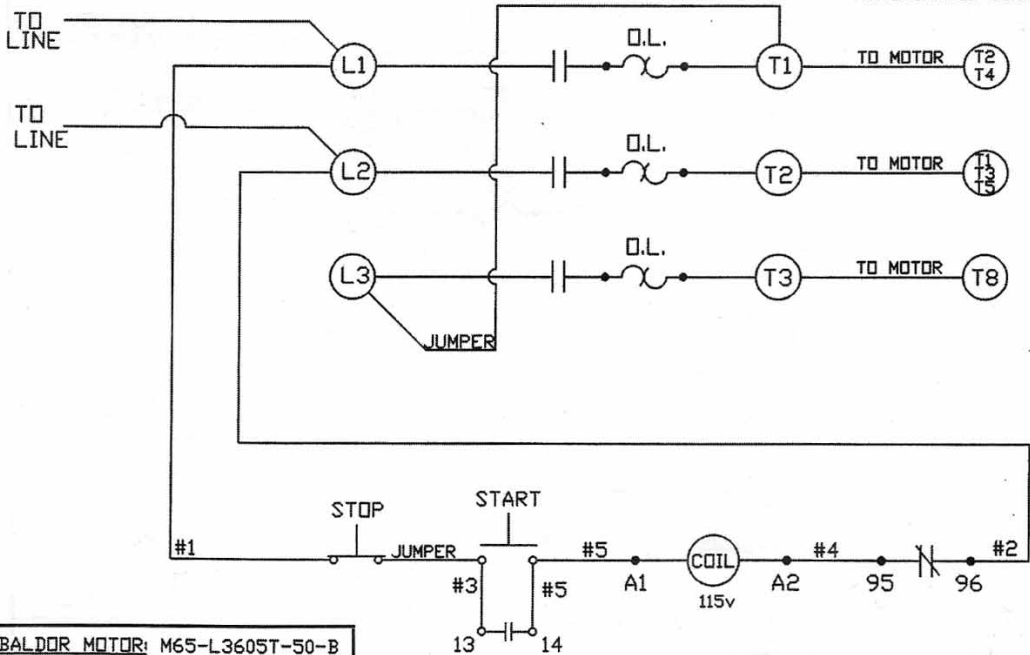 TO
LINE
L1
O.L.
T1
TO MOTOR
T2
T4
TO
LINE
L2
O.L.
T2
TO MOTOR
T1
T3
T5
L3
O.L.
T3
TO MOTOR
T8
JUMPER
STOP
START
#1
JUMPER
#3
#5
#5
A1
COIL
115v
A2
#4
95
96
#2
13
14
BALDOR MOTOR: M65-L3605T-50-B